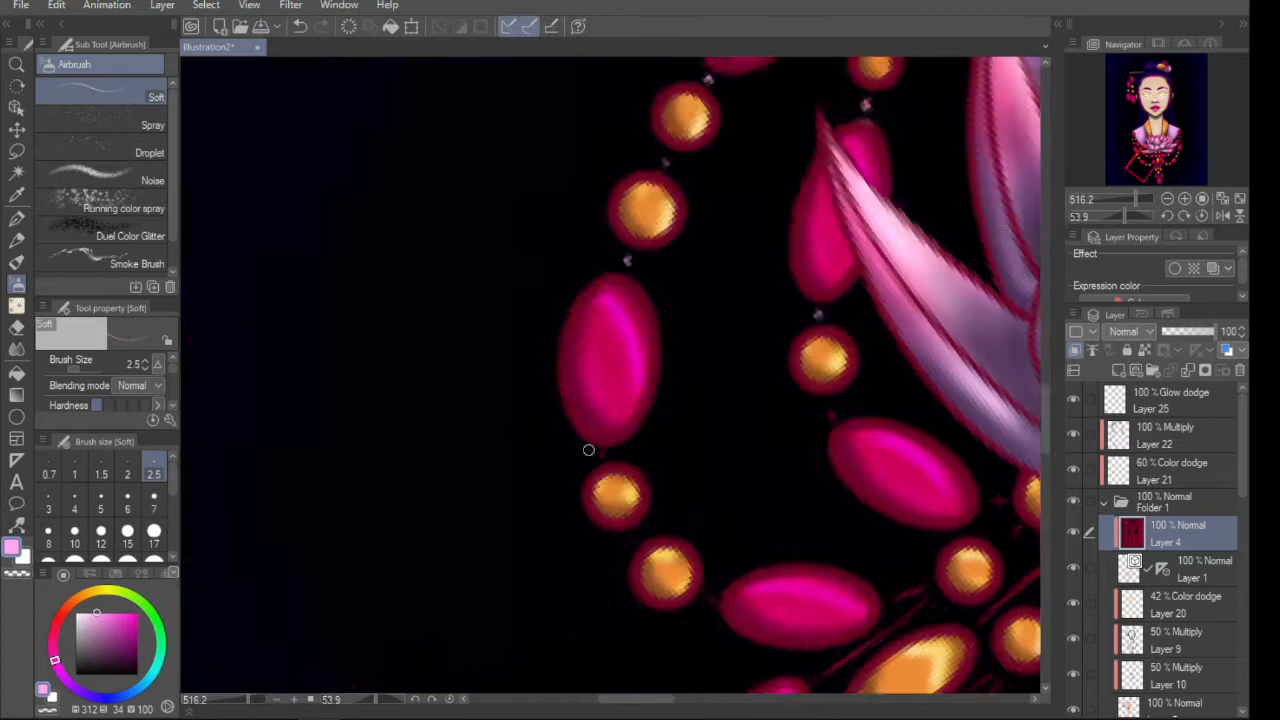 File Edit Animation Layer Select View Filter Window Help
Sub Tool [Airbrush]
Airbrush
Soft
Spray
Droplet
Noise
Running color spray
Duel Color Glitter
Smoke Brush
Tool property [Soft]
Soft
Brush Size 2.5
Blending mode Normal
Hardness
Brush size [Soft]
0.7 1 1.5 2 2.5
3 4 5 6 7
8 10 12 15 17
312 34 100
Illustration2*
516.2 53.9
Navigator
516.2
53.9
Layer Property
Effect
Expression color
Layer
Normal 100
100 % Glow dodge
Layer 25
100 % Multiply
Layer 22
60 % Color dodge
Layer 21
100 % Normal
Folder 1
100 % Normal
Layer 4
100 % Normal
Layer 1
42 % Color dodge
Layer 20
50 % Multiply
Layer 9
50 % Multiply
Layer 10
100 % Normal